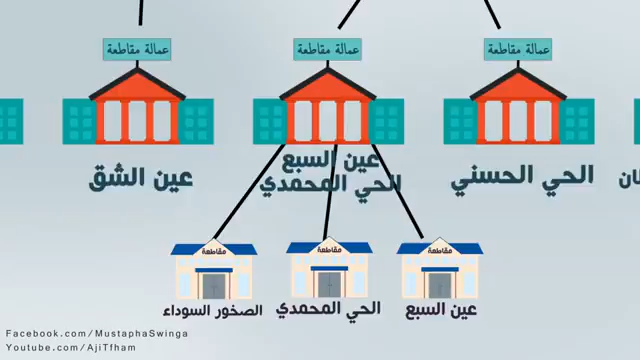 عمالة مقاطعة
عمالة مقاطعة
عمالة مقاطعة
الحي الحسني
عين السبع
الحي المحمدي
عين الشق
مقاطعة
مقاطعة
مقاطعة
عين السبع
الحي المحمدي
الصخور السوداء
Facebook.com/MustaphaSwinga
Youtube.com/AjiTfham